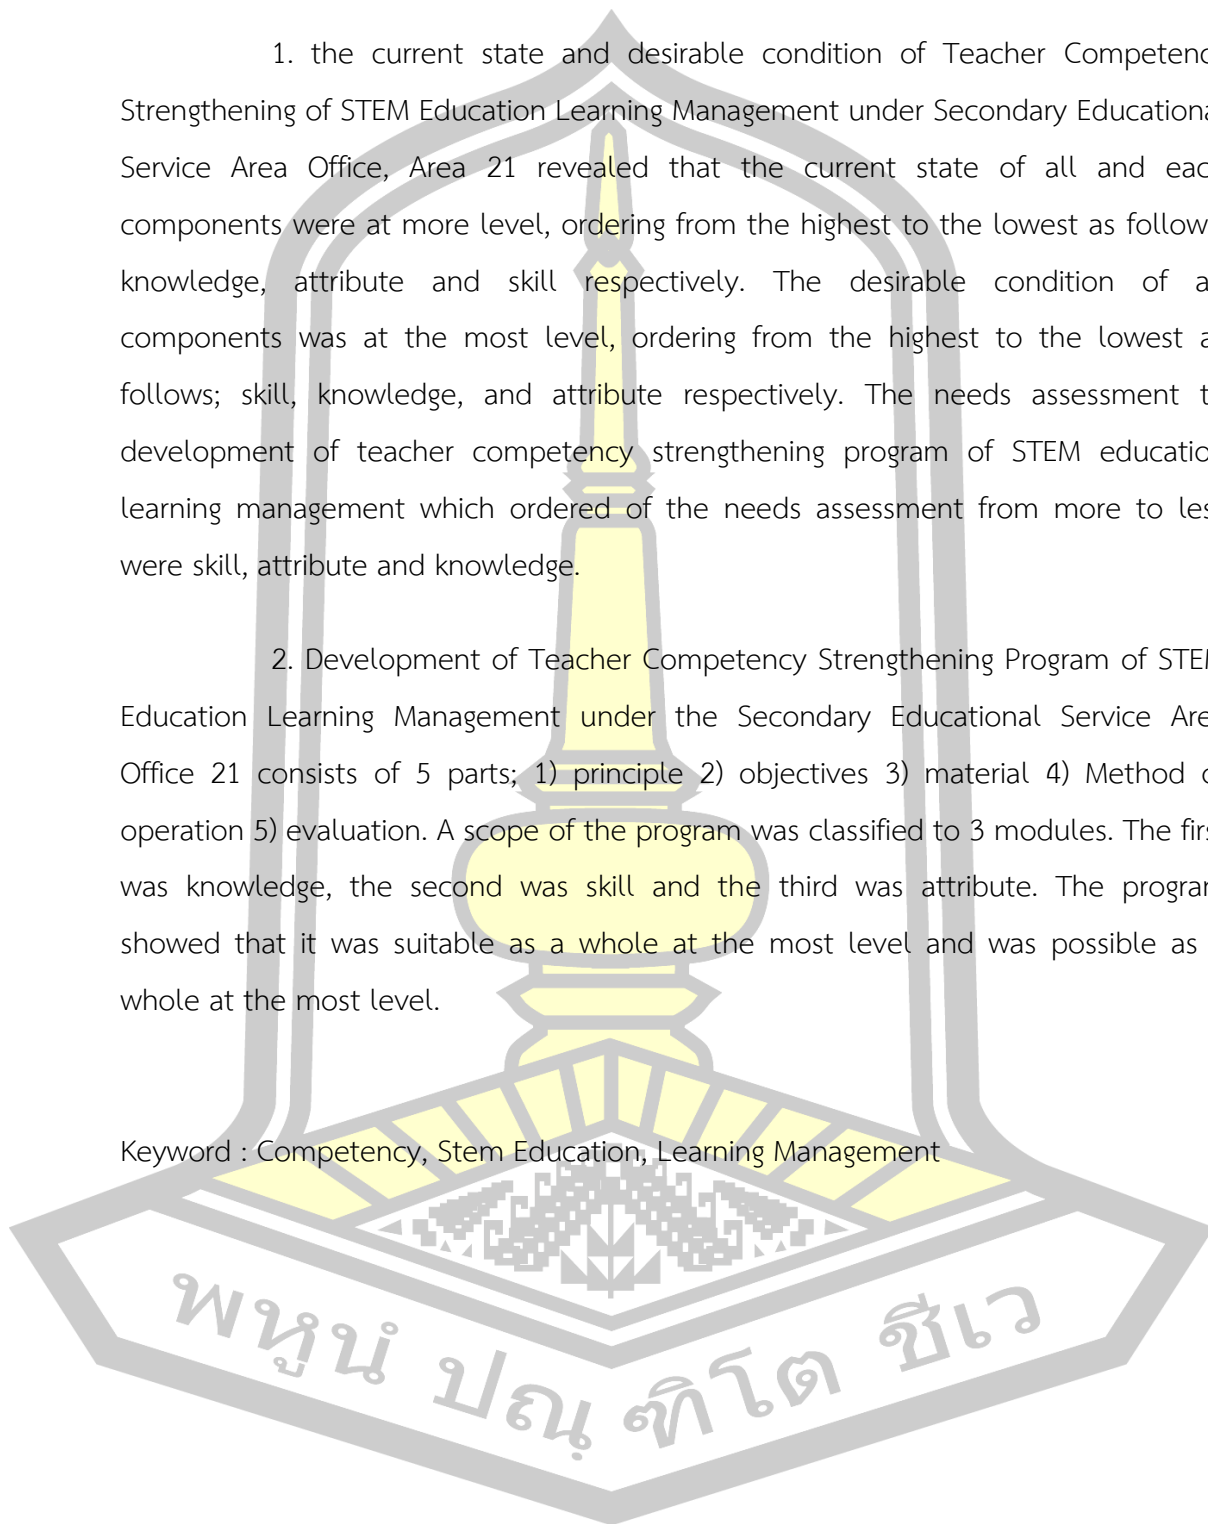 1. the current state and desirable condition of Teacher Competenc
Strengthening of STEM Education Learning Management under Secondary Educationa
Service Area Office, Area 21 revealed that the current state of all and eac
components were at more level, ordering from the highest to the lowest as follow
knowledge, attribute and skill respectively. The desirable condition of a
components was at the most level, ordering from the highest to the lowest a
follows; skill, knowledge, and attribute respectively. The needs assessment t
development of teacher competency strengthening program of STEM educatio
learning management which ordered of the needs assessment from more to les
were skill, attribute and knowledge.
2. Development of Teacher Competency Strengthening Program of STEM
Education Learning Management under the Secondary Educational Service Are
Office 21 consists of 5 parts; 1) principle 2) objectives 3) material 4) Method o
operation 5) evaluation. A scope of the program was classified to 3 modules. The firs
was knowledge, the second was skill and the third was attribute. The program
showed that it was suitable as a whole at the most level and was possible as
whole at the most level.
Keyword : Competency, Stem Education, Learning Management
พหูนํ ปณฺ ฑิโต ชีเว